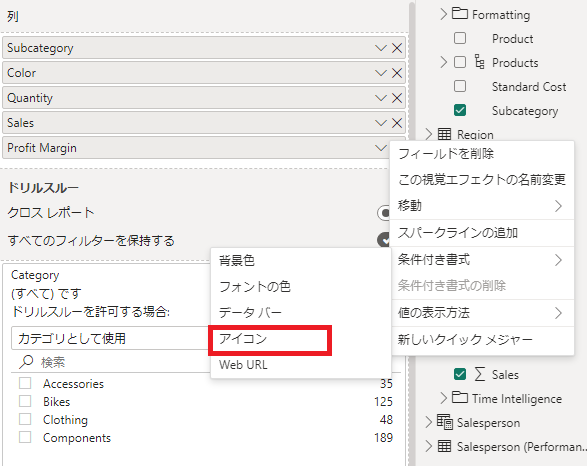 列
Subcategory
Color
Quantity
Sales
Profit Margin
ドリルスルー
クロス レポート
すべてのフィルターを保持する
Category
(すべて) です
ドリルスルーを許可する場合:
カテゴリとして使用
検索
Accessories 35
Bikes 125
Clothing 48
Components 189
背景色
フォントの色
データ バー
アイコン
Web URL
フィールドを削除
この視覚エフェクトの名前変更
移動
スパークラインの追加
条件付き書式
条件付き書式の削除
値の表示方法
新しいクイック メジャー
Formatting
Product
Products
Standard Cost
Subcategory
Region
Sales
Time Intelligence
Salesperson
Salesperson (Performan...